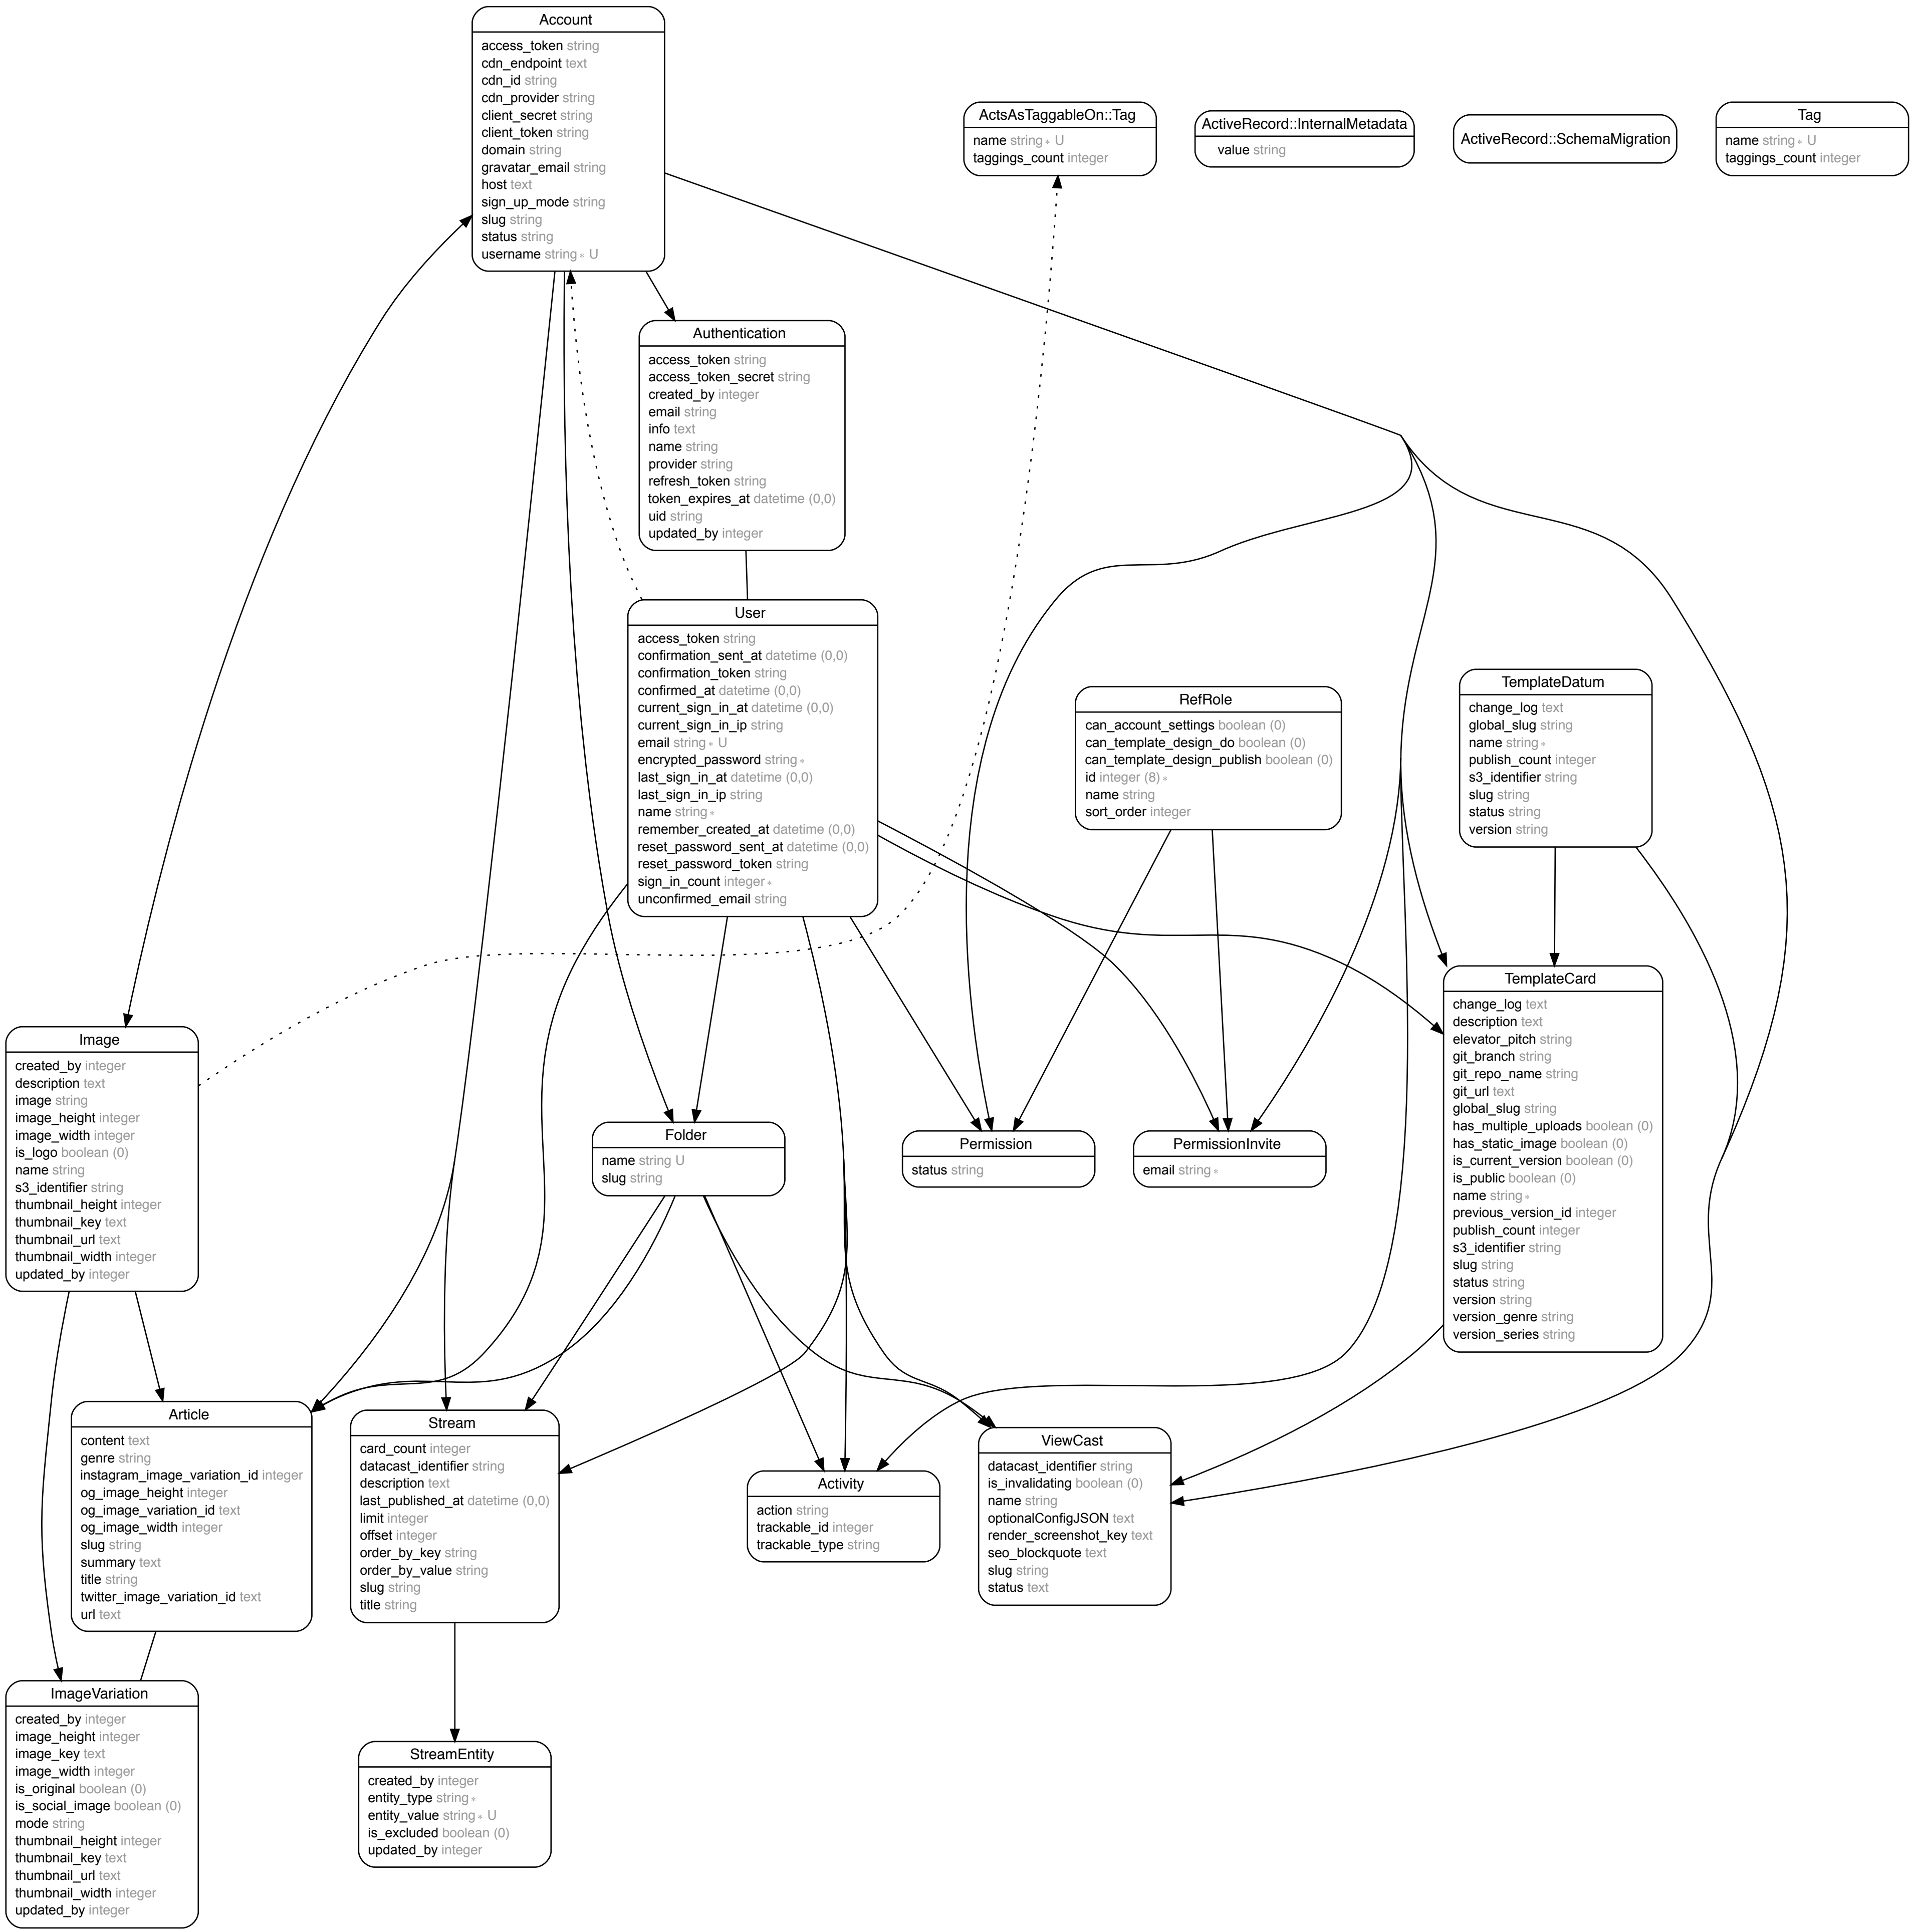 Account
access_token string
cdn_endpoint text
cdn_id string
cdn_provider string
client_secret string
client_token string
domain string
gravatar_email string
host text
sign_up_mode string
slug string
status string
username string∗ U
ActsAsTaggableOn::Tag
name string∗ U
taggings_count integer
ActiveRecord::InternalMetadata
value string
ActiveRecord::SchemaMigration
Tag
name string∗ U
taggings_count integer
Authentication
access_token string
access_token_secret string
created_by integer
email string
info text
name string
provider string
refresh_token string
token_expires_at datetime (0,0)
uid string
updated_by integer
User
access_token string
confirmation_sent_at datetime (0,0)
confirmation_token string
confirmed_at datetime (0,0)
current_sign_in_at datetime (0,0)
current_sign_in_ip string
email string∗ U
encrypted_password string∗
last_sign_in_at datetime (0,0)
last_sign_in_ip string
name string∗
remember_created_at datetime (0,0)
reset_password_sent_at datetime (0,0)
reset_password_token string
sign_in_count integer∗
unconfirmed_email string
RefRole
can_account_settings boolean (0)
can_template_design_do boolean (0)
can_template_design_publish boolean (0)
id integer (8)∗
name string
sort_order integer
TemplateDatum
change_log text
global_slug string
name string∗
publish_count integer
s3_identifier string
slug string
status string
version string
TemplateCard
change_log text
description text
elevator_pitch string
git_branch string
git_repo_name string
git_url text
global_slug string
has_multiple_uploads boolean (0)
has_static_image boolean (0)
is_current_version boolean (0)
is_public boolean (0)
name string∗
previous_version_id integer
publish_count integer
s3_identifier string
slug string
status string
version string
version_genre string
version_series string
Image
created_by integer
description text
image string
image_height integer
image_width integer
is_logo boolean (0)
name string
s3_identifier string
thumbnail_height integer
thumbnail_key text
thumbnail_url text
thumbnail_width integer
updated_by integer
Folder
name string U
slug string
Permission
status string
PermissionInvite
email string∗
Article
content text
genre string
instagram_image_variation_id integer
og_image_height integer
og_image_variation_id text
og_image_width integer
slug string
summary text
title string
twitter_image_variation_id text
url text
Stream
card_count integer
datacast_identifier string
description text
last_published_at datetime (0,0)
limit integer
offset integer
order_by_key string
order_by_value string
slug string
title string
Activity
action string
trackable_id integer
trackable_type string
ViewCast
datacast_identifier string
is_invalidating boolean (0)
name string
optionalConfigJSON text
render_screenshot_key text
seo_blockquote text
slug string
status text
ImageVariation
created_by integer
image_height integer
image_key text
image_width integer
is_original boolean (0)
is_social_image boolean (0)
mode string
thumbnail_height integer
thumbnail_key text
thumbnail_url text
thumbnail_width integer
updated_by integer
StreamEntity
created_by integer
entity_type string∗
entity_value string∗ U
is_excluded boolean (0)
updated_by integer